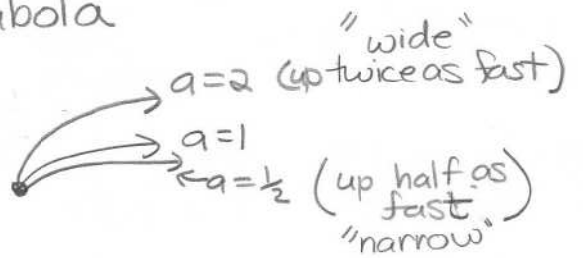 bola
"wide"
a=2 (up twice as fast)
a=1
a=½ (up half as
fast)
"narrow"